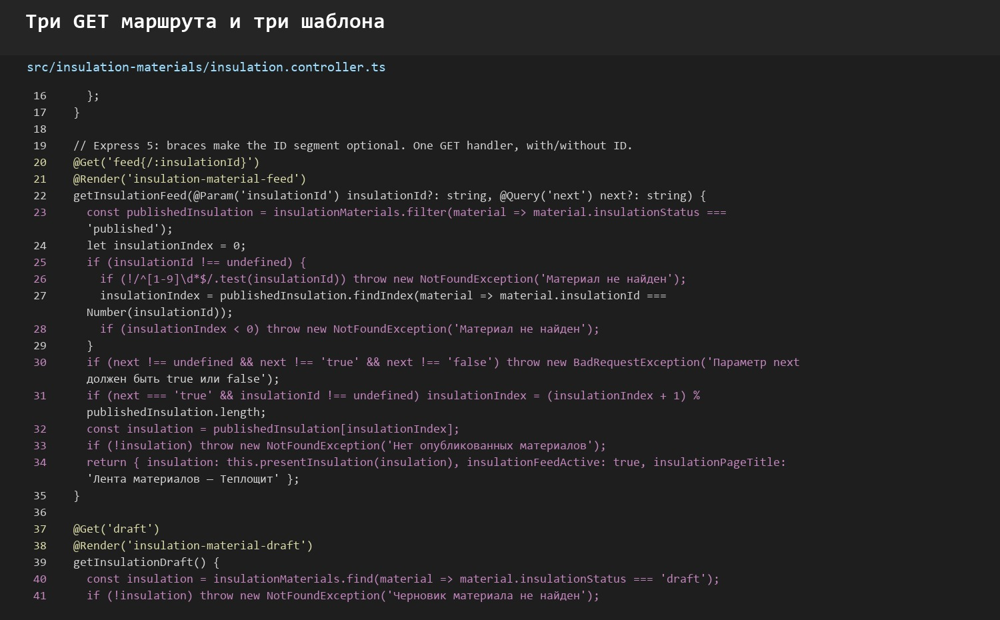 Три GET маршрута и три шаблона
src/insulation-materials/insulation.controller.ts
16 };
17 }
18
19 // Express 5: braces make the ID segment optional. One GET handler, with/without ID.
20 @Get('feed{/:insulationId}')
21 @Render('insulation-material-feed')
22 getInsulationFeed(@Param('insulationId') insulationId?: string, @Query('next') next?: string) {
23 const publishedInsulation = insulationMaterials.filter(material => material.insulationStatus ===
'published');
24 let insulationIndex = 0;
25 if (insulationId !== undefined) {
26 if (!/^[1-9]\d*$/.test(insulationId)) throw new NotFoundException('Материал не найден');
27 insulationIndex = publishedInsulation.findIndex(material => material.insulationId ===
Number(insulationId));
28 if (insulationIndex < 0) throw new NotFoundException('Материал не найден');
29 }
30 if (next !== undefined && next !== 'true' && next !== 'false') throw new BadRequestException('Параметр next
должен быть true или false');
31 if (next === 'true' && insulationId !== undefined) insulationIndex = (insulationIndex + 1) %
publishedInsulation.length;
32 const insulation = publishedInsulation[insulationIndex];
33 if (!insulation) throw new NotFoundException('Нет опубликованных материалов');
34 return { insulation: this.presentInsulation(insulation), insulationFeedActive: true, insulationPageTitle:
'Лента материалов — Теплощит' };
35 }
36
37 @Get('draft')
38 @Render('insulation-material-draft')
39 getInsulationDraft() {
40 const insulation = insulationMaterials.find(material => material.insulationStatus === 'draft');
41 if (!insulation) throw new NotFoundException('Черновик материала не найден');